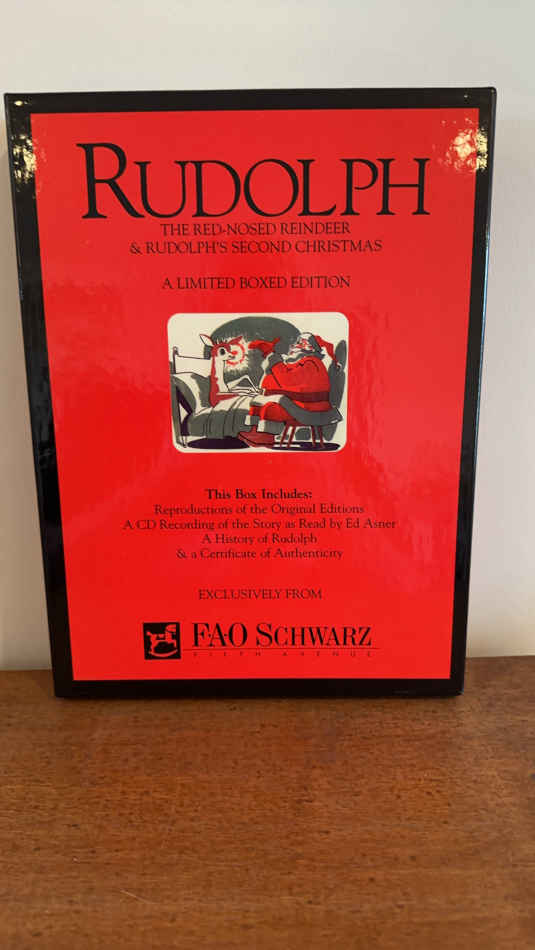 RUDOLPH
THE RED-NOSED REINDEER
& RUDOLPH'S SECOND CHRISTMAS
A LIMITED BOXED EDITION
This Box Includes:
Reproductions of the Original Editions
A CD Recording of the Story as Read by Ed Asner
A History of Rudolph
& a Certificate of Authenticity
EXCLUSIVELY FROM
F·A·O SCHWARZ
FIFTH AVENUE